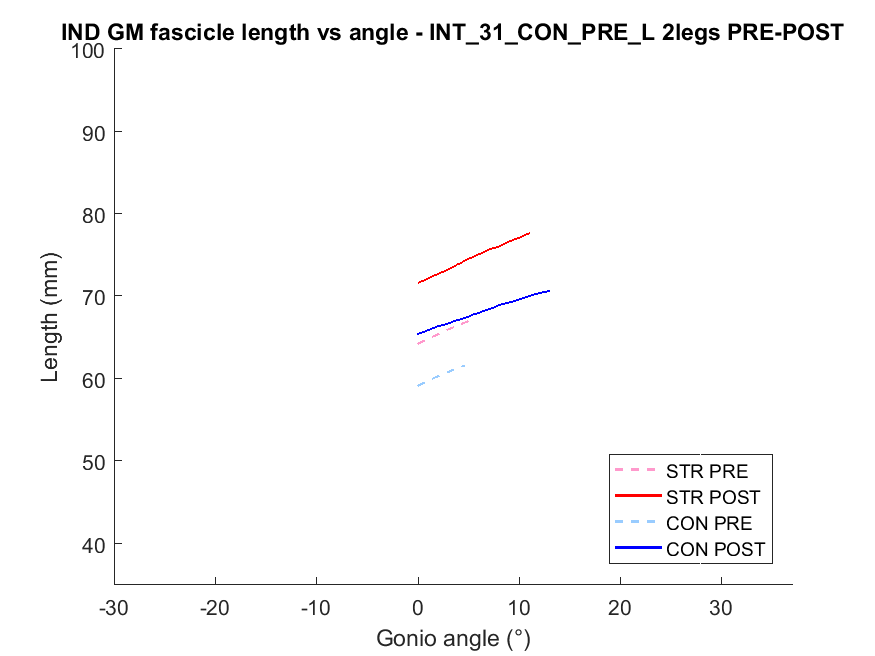 IND GM fascicle length vs angle - INT_31_CON_PRE_L 2legs PRE-POST
100
90
80
70
60
50
40
Length (mm)
-30 -20 -10 0 10 20 30
Gonio angle (°)
STR PRE
STR POST
CON PRE
CON POST